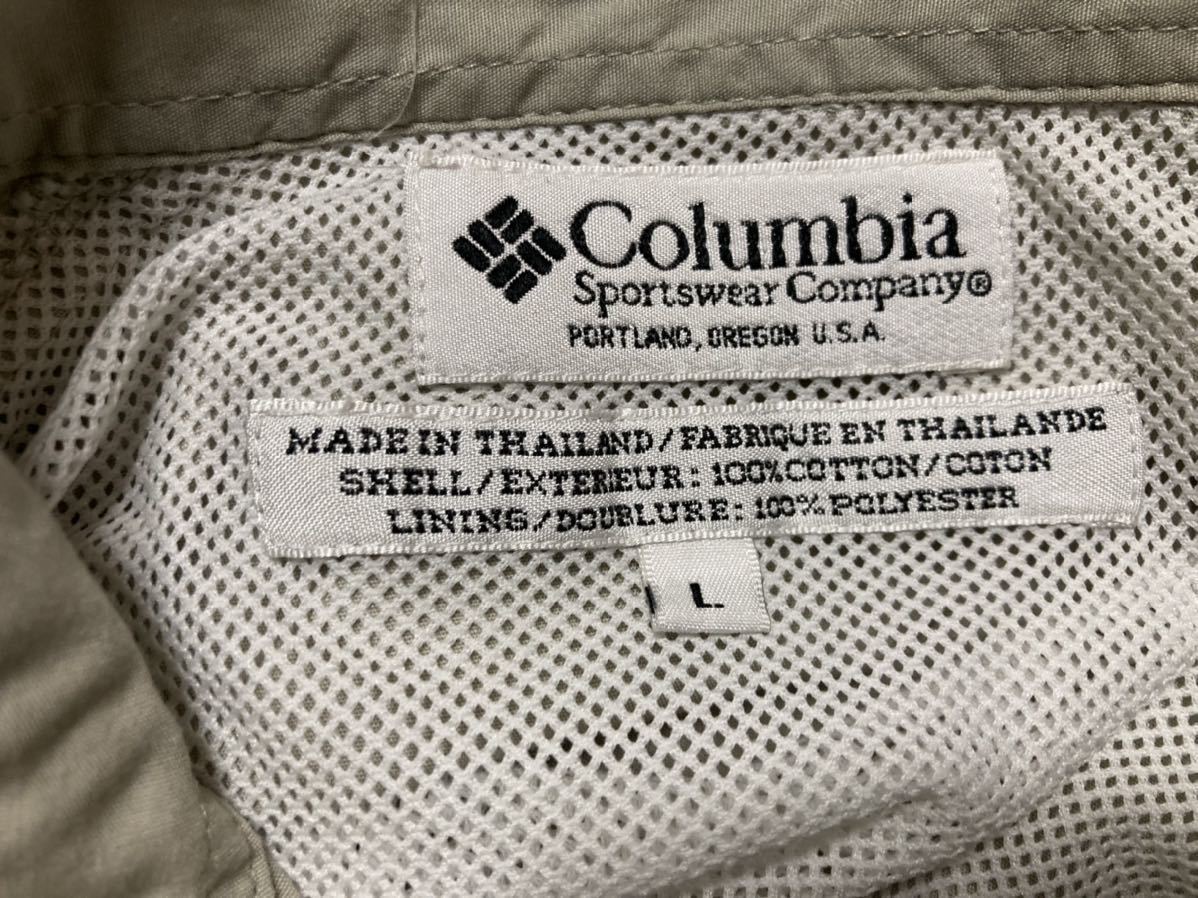 Columbia
Sportswear Company®
PORTLAND, OREGON U.S.A.
MADE IN THAILAND/FABRIQUE EN THAILANDE
SHELL/EXTERIEUR: 100% COTTON/COTON
LINING/DOUBLURE: 100% POLYESTER
L.